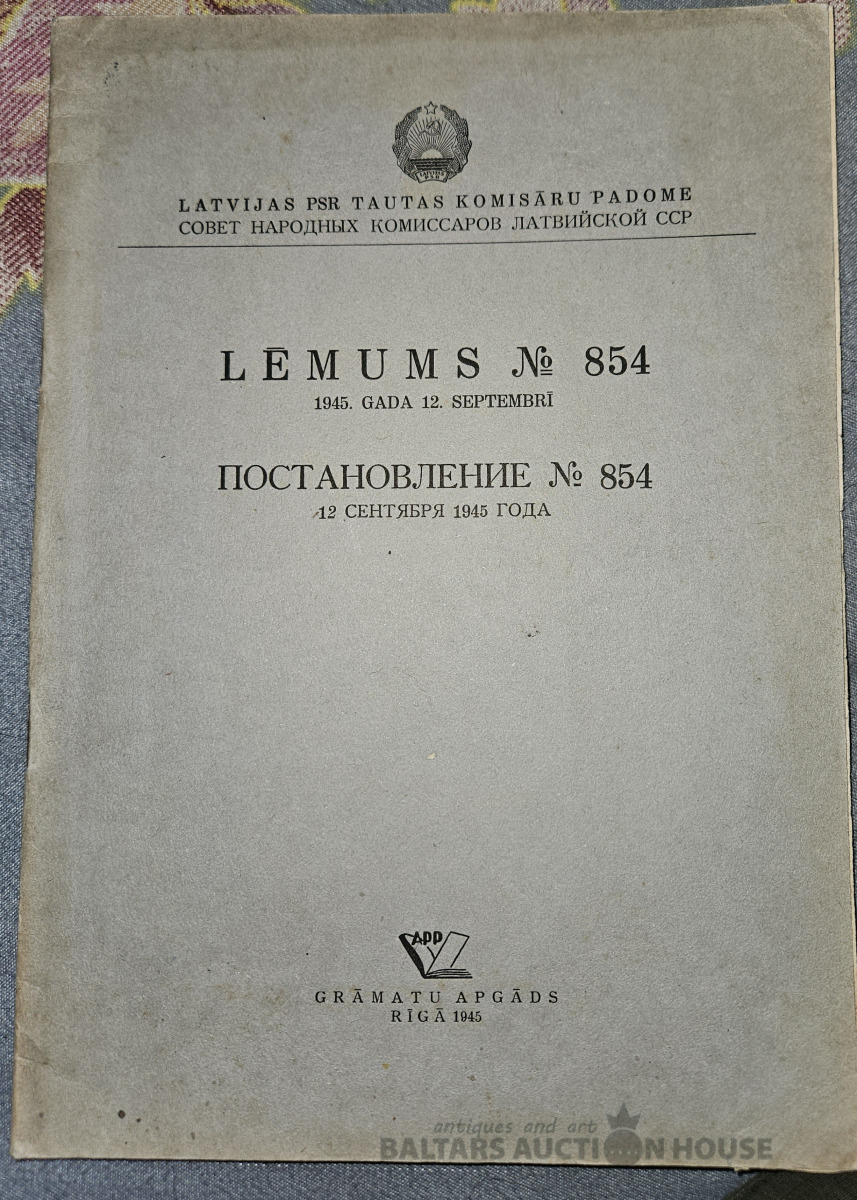 LATVIJAS PSR TAUTAS KOMISĀRU PADOME
СОВЕТ НАРОДНЫХ КОМИССАРОВ ЛАТВИЙСКОЙ ССР
LĒMUMS № 854
1945. GADA 12. SEPTEMBRĪ
ПОСТАНОВЛЕНИЕ № 854
12 СЕНТЯБРЯ 1945 ГОДА
APP
GRĀMATU APGĀDS
RĪGĀ 1945
antiques and art
BALTARS AUCTION HOUSE